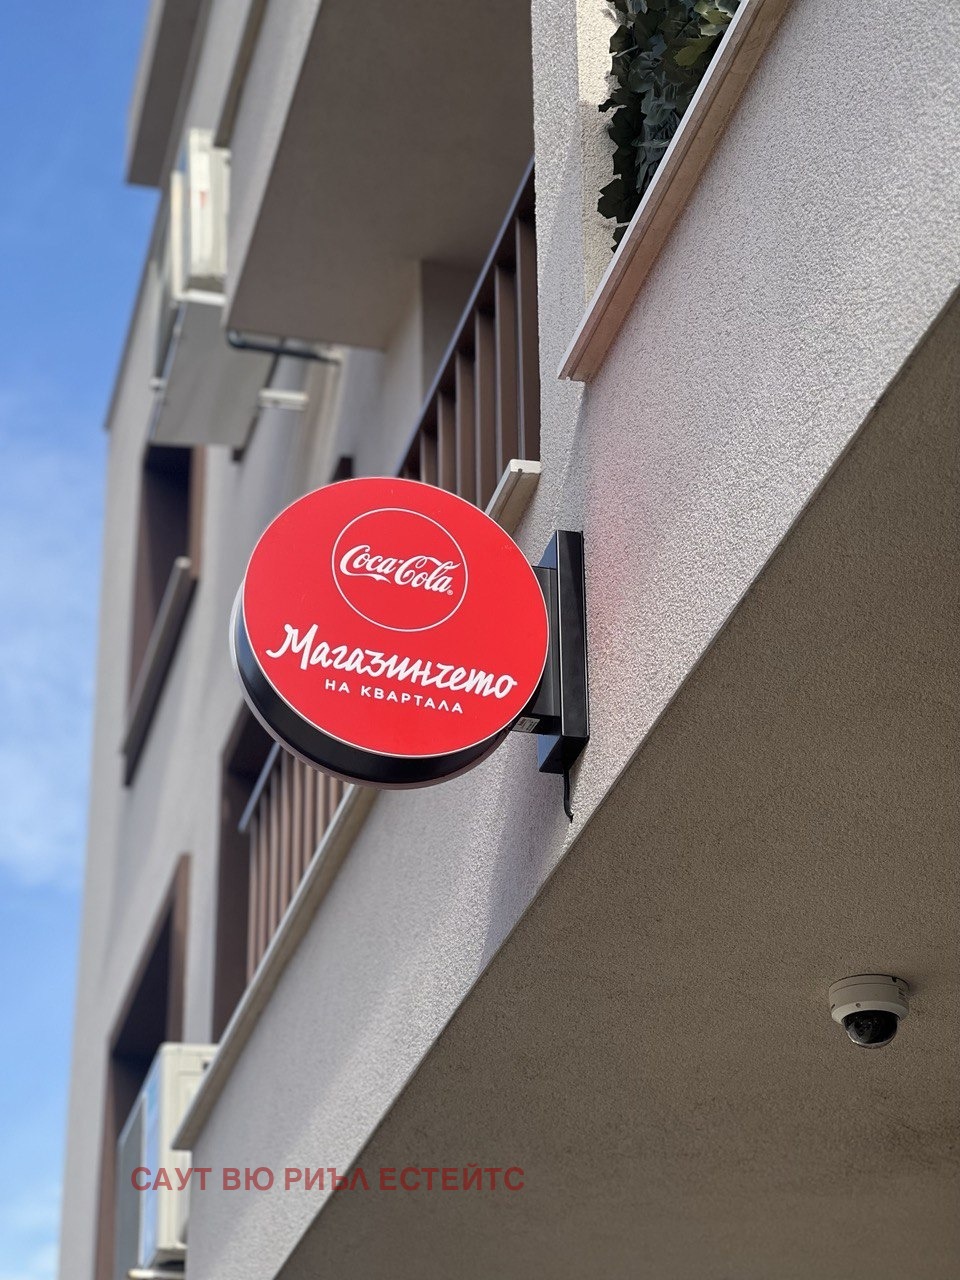 Coca-Cola
Магазинчето
НА КВАРТАЛА
САУТ ВЮ РИЪЛ ЕСТЕЙТС